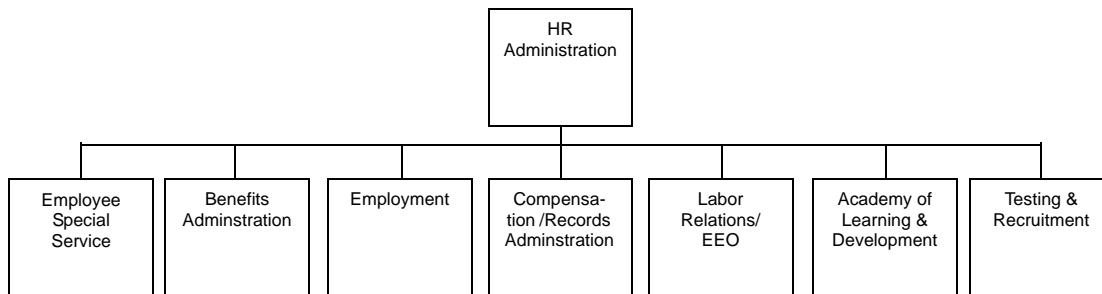 HR
Administration
Employee
Special
Service
Benefits
Adminstration
Employment
Compensa-
tion /Records
Adminstration
Labor
Relations/
EEO
Academy of
Learning &
Development
Testing &
Recruitment